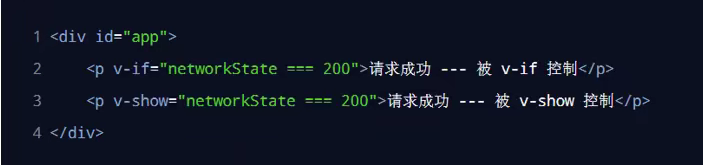 1 <div id="app">
2     <p v-if="networkState === 200">请求成功 --- 被 v-if 控制</p>
3     <p v-show="networkState === 200">请求成功 --- 被 v-show 控制</p>
4 </div>